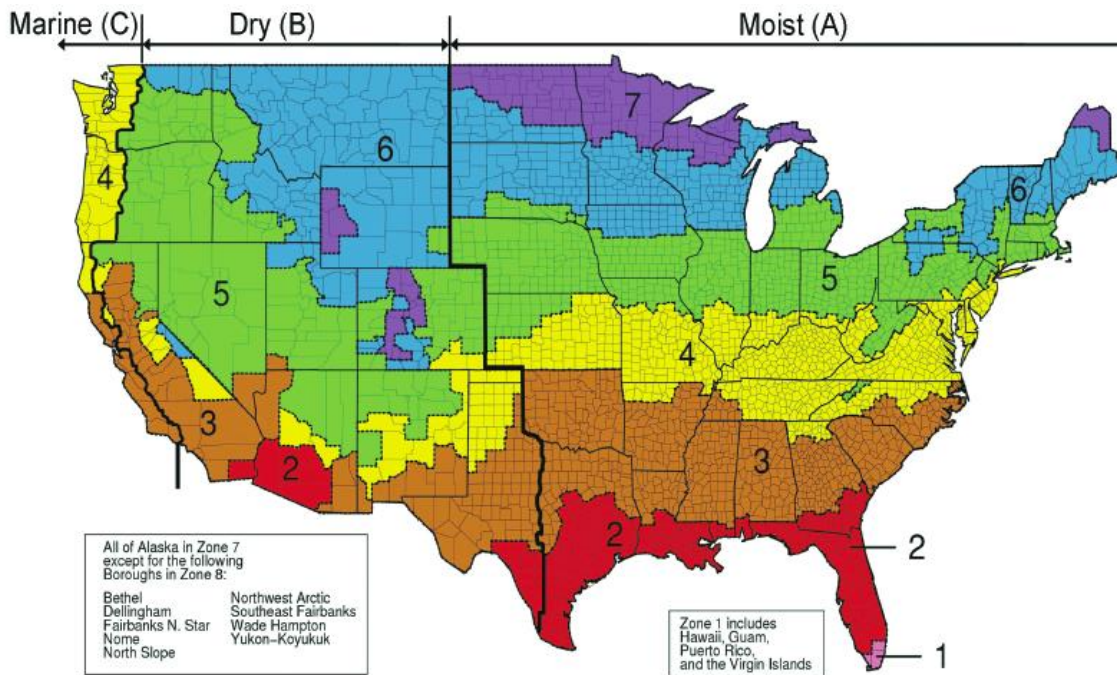 Marine (C)
Dry (B)
Moist (A)
7
6
6
4
5
5
4
3
3
2
2
2
1
All of Alaska in Zone 7
except for the following
Boroughs in Zone 8:
Bethel
Dellingham
Fairbanks N. Star
Nome
North Slope
Northwest Arctic
Southeast Fairbanks
Wade Hampton
Yukon-Koyukuk
Zone 1 includes
Hawaii, Guam,
Puerto Rico,
and the Virgin Islands